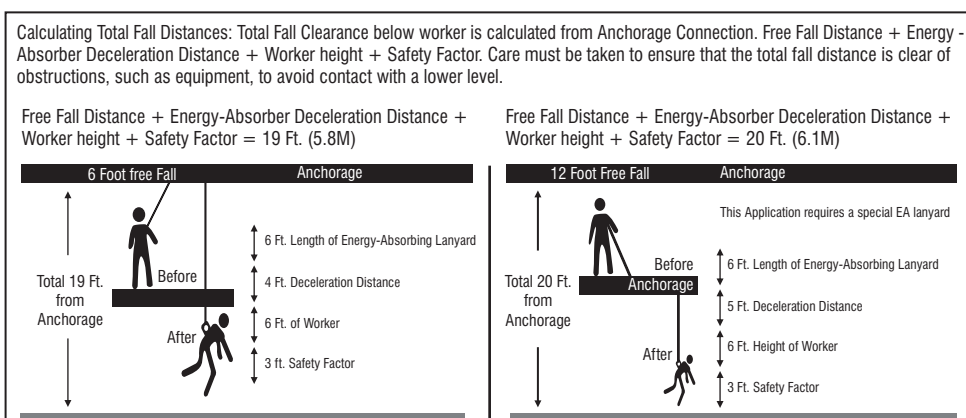 Calculating Total Fall Distances: Total Fall Clearance below worker is calculated from Anchorage Connection. Free Fall Distance + Energy -
Absorber Deceleration Distance + Worker height + Safety Factor. Care must be taken to ensure that the total fall distance is clear of
obstructions, such as equipment, to avoid contact with a lower level.
Free Fall Distance + Energy-Absorber Deceleration Distance +
Worker height + Safety Factor = 19 Ft. (5.8M)
6 Foot free Fall
Anchorage
6 Ft. Length of Energy-Absorbing Lanyard
Before
4 Ft. Deceleration Distance
Total 19 Ft.
from
Anchorage
6 Ft. of Worker
After
3 ft. Safety Factor
Free Fall Distance + Energy-Absorber Deceleration Distance +
Worker height + Safety Factor = 20 Ft. (6.1M)
12 Foot Free Fall
Anchorage
This Application requires a special EA lanyard
Before
6 Ft. Length of Energy-Absorbing Lanyard
Total 20 Ft.
from
Anchorage
Anchorage
5 Ft. Deceleration Distance
6 Ft. Height of Worker
After
3 Ft. Safety Factor